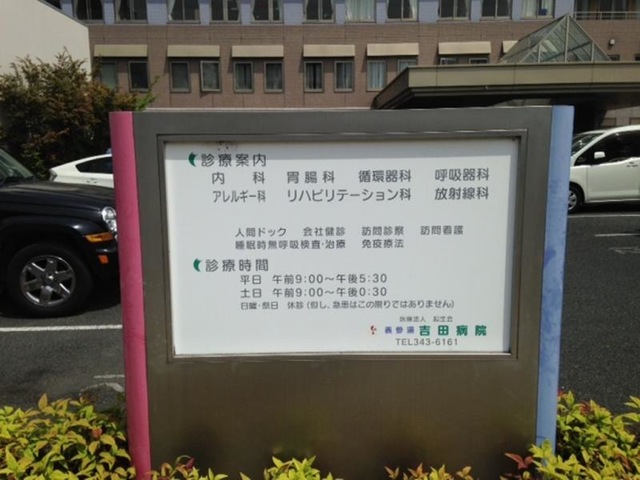 診療案内
内科 胃腸科 循環器科 呼吸器科
アレルギー科 リハビリテーション科 放射線科
人間ドック 会社健診 訪問診察 訪問看護
睡眠時無呼吸検査・治療 免疫療法
診療時間
平日 午前9:00〜午後5:30
土日 午前9:00〜午後0:30
日曜・祭日 休診(但し、急患はこの限りではありません)
医療法人
表参道 吉田病院
TEL343-6161